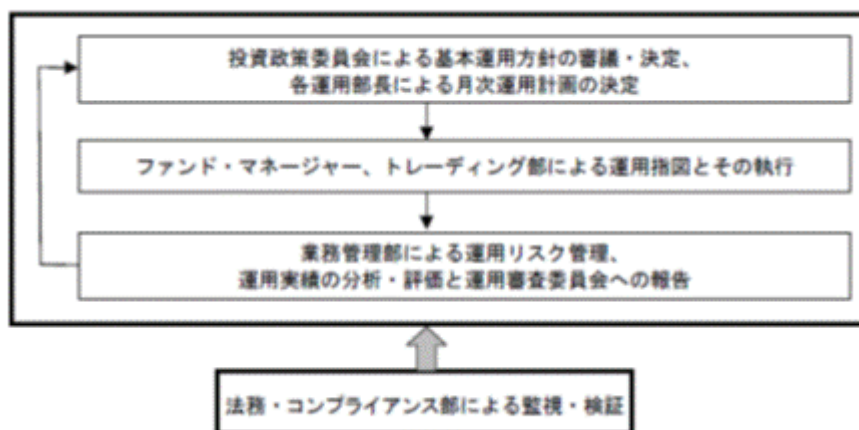 投資政策委員会による基本運用方針の審議・決定、
各運用部長による月次運用計画の決定
ファンド・マネージャー、トレーディング部による運用指図とその執行
業務管理部による運用リスク管理、
運用実績の分析・評価と運用審査委員会への報告
法務・コンプライアンス部による監視・検証